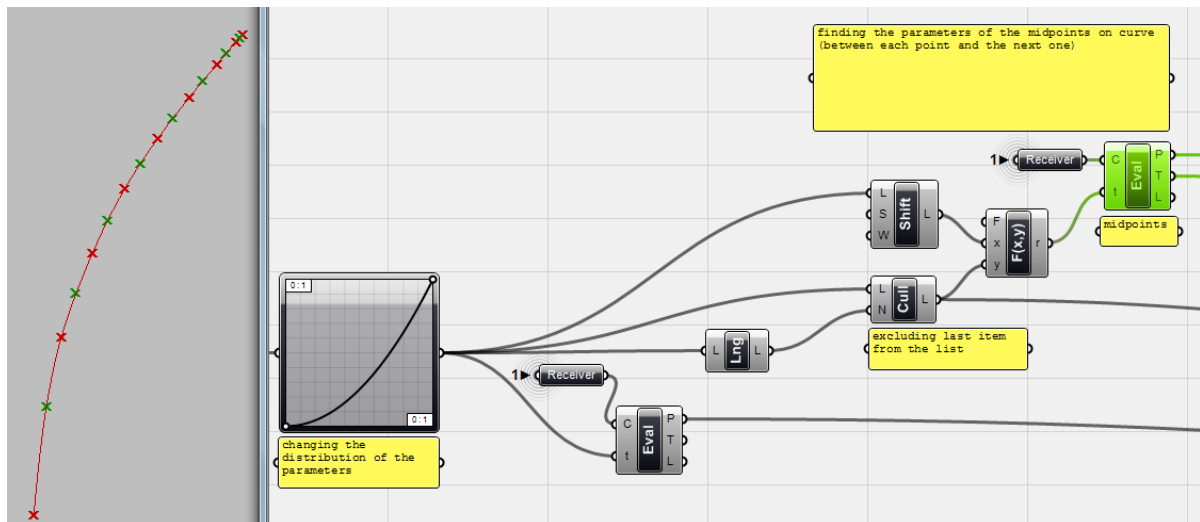 finding the parameters of the midpoints on curve
(between each point and the next one)
1 Receiver
C Eval P
T
t L
midpoints
L Shift L
S
W
F F(x,y) r
x
y
0:1
0:1
L Cull L
N
excluding last item
from the list
L Lng L
1 Receiver
C Eval P
T
t L
changing the
distribution of the
parameters